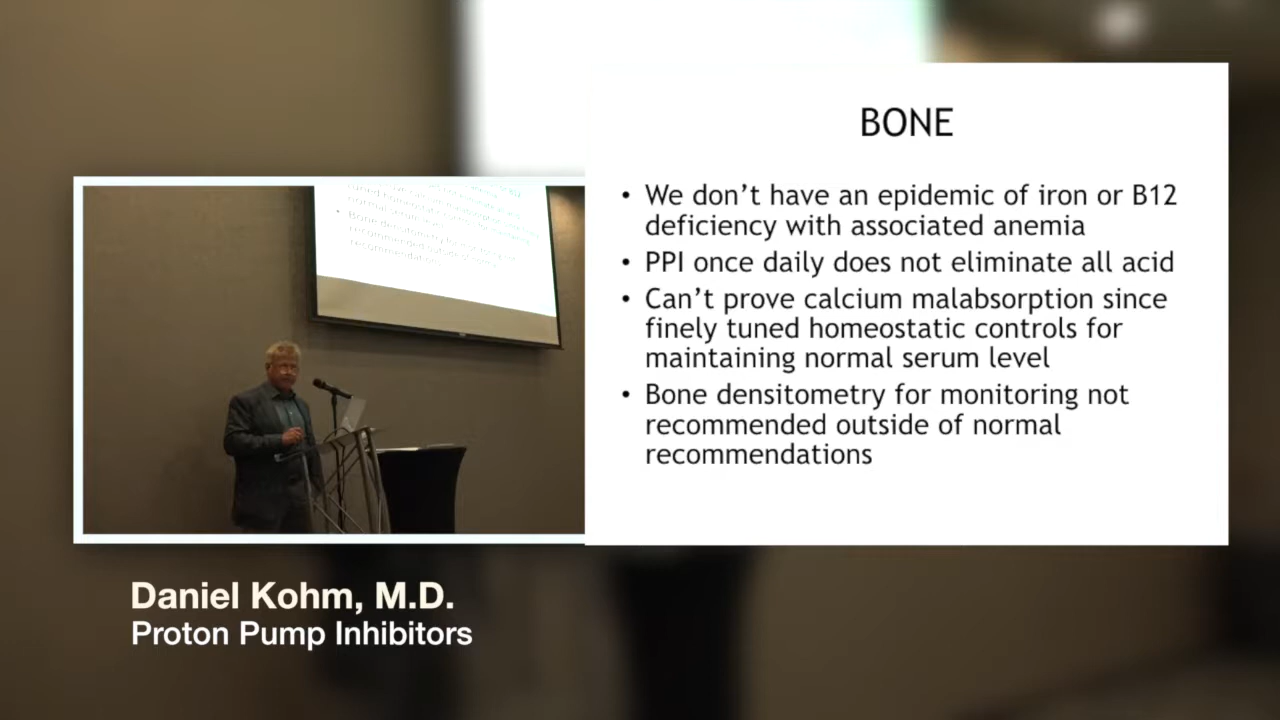 BONE
• We don't have an epidemic of iron or B12
deficiency with associated anemia
• PPI once daily does not eliminate all acid
• Can't prove calcium malabsorption since
finely tuned homeostatic controls for
maintaining normal serum level
• Bone densitometry for monitoring not
recommended outside of normal
recommendations
Daniel Kohm, M.D.
Proton Pump Inhibitors